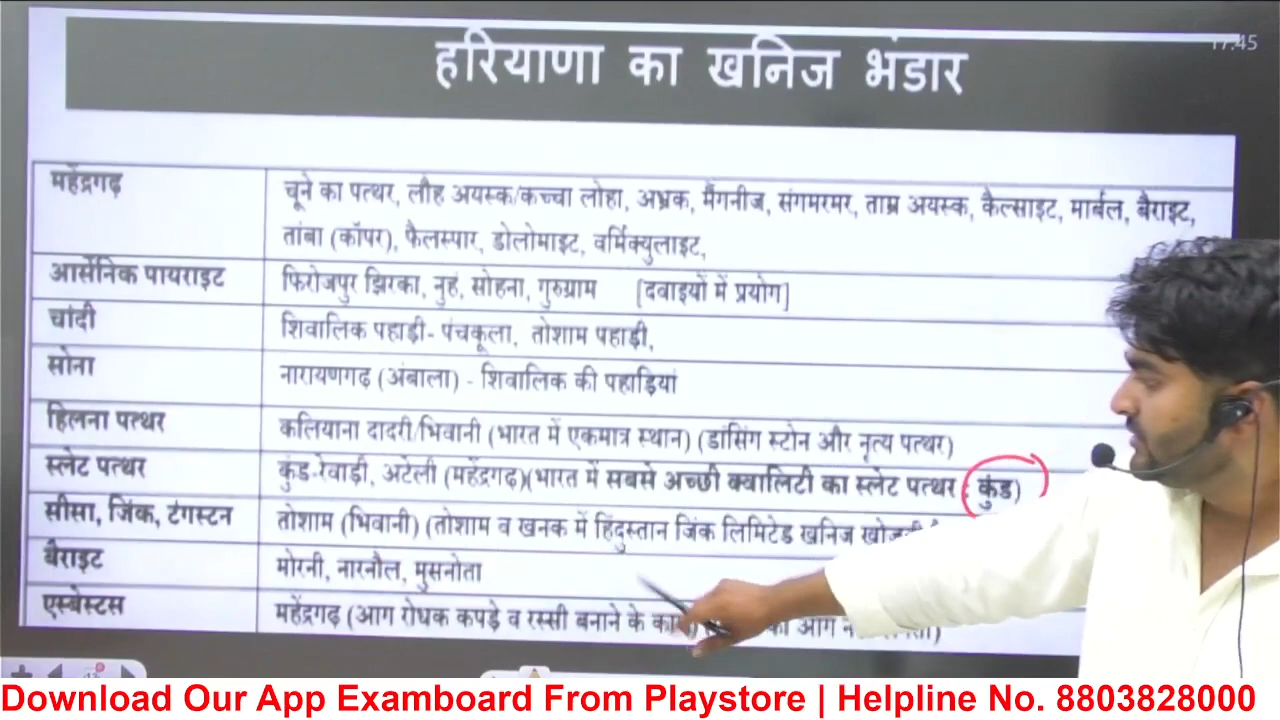 17:45
हरियाणा का खनिज भंडार
महेंद्रगढ़
चूने का पत्थर, लौह अयस्क/कच्चा लोहा, अभ्रक, मैंगनीज, संगमरमर, ताम्र अयस्क, कैल्साइट, मार्बल, बैराइट,
तांबा (कॉपर), फैलस्पार, डोलोमाइट, वर्मिक्युलाइट,
आर्सेनिक पायराइट
फिरोजपुर झिरका, नुहं, सोहना, गुरुग्राम [दवाइयों में प्रयोग]
चांदी
शिवालिक पहाड़ी- पंचकूला, तोशाम पहाड़ी,
सोना
नारायणगढ़ (अंबाला) - शिवालिक की पहाड़ियां
हिलना पत्थर
कलियाना दादरी/भिवानी (भारत में एकमात्र स्थान) (डांसिंग स्टोन और नृत्य पत्थर)
स्लेट पत्थर
कुंड-रेवाड़ी, अटेली (महेंद्रगढ़)(भारत में सबसे अच्छी क्वालिटी का स्लेट पत्थर : कुंड)
सीसा, जिंक, टंगस्टन
तोशाम (भिवानी) (तोशाम व खनक में हिंदुस्तान जिंक लिमिटेड खनिज
बैराइट
मोरनी, नारनौल, मुसनोता
एस्बेस्टस
महेंद्रगढ़ (आग रोधक कपड़े व रस्सी बनाने के का आग
Download Our App Examboard From Playstore | Helpline No. 8803828000